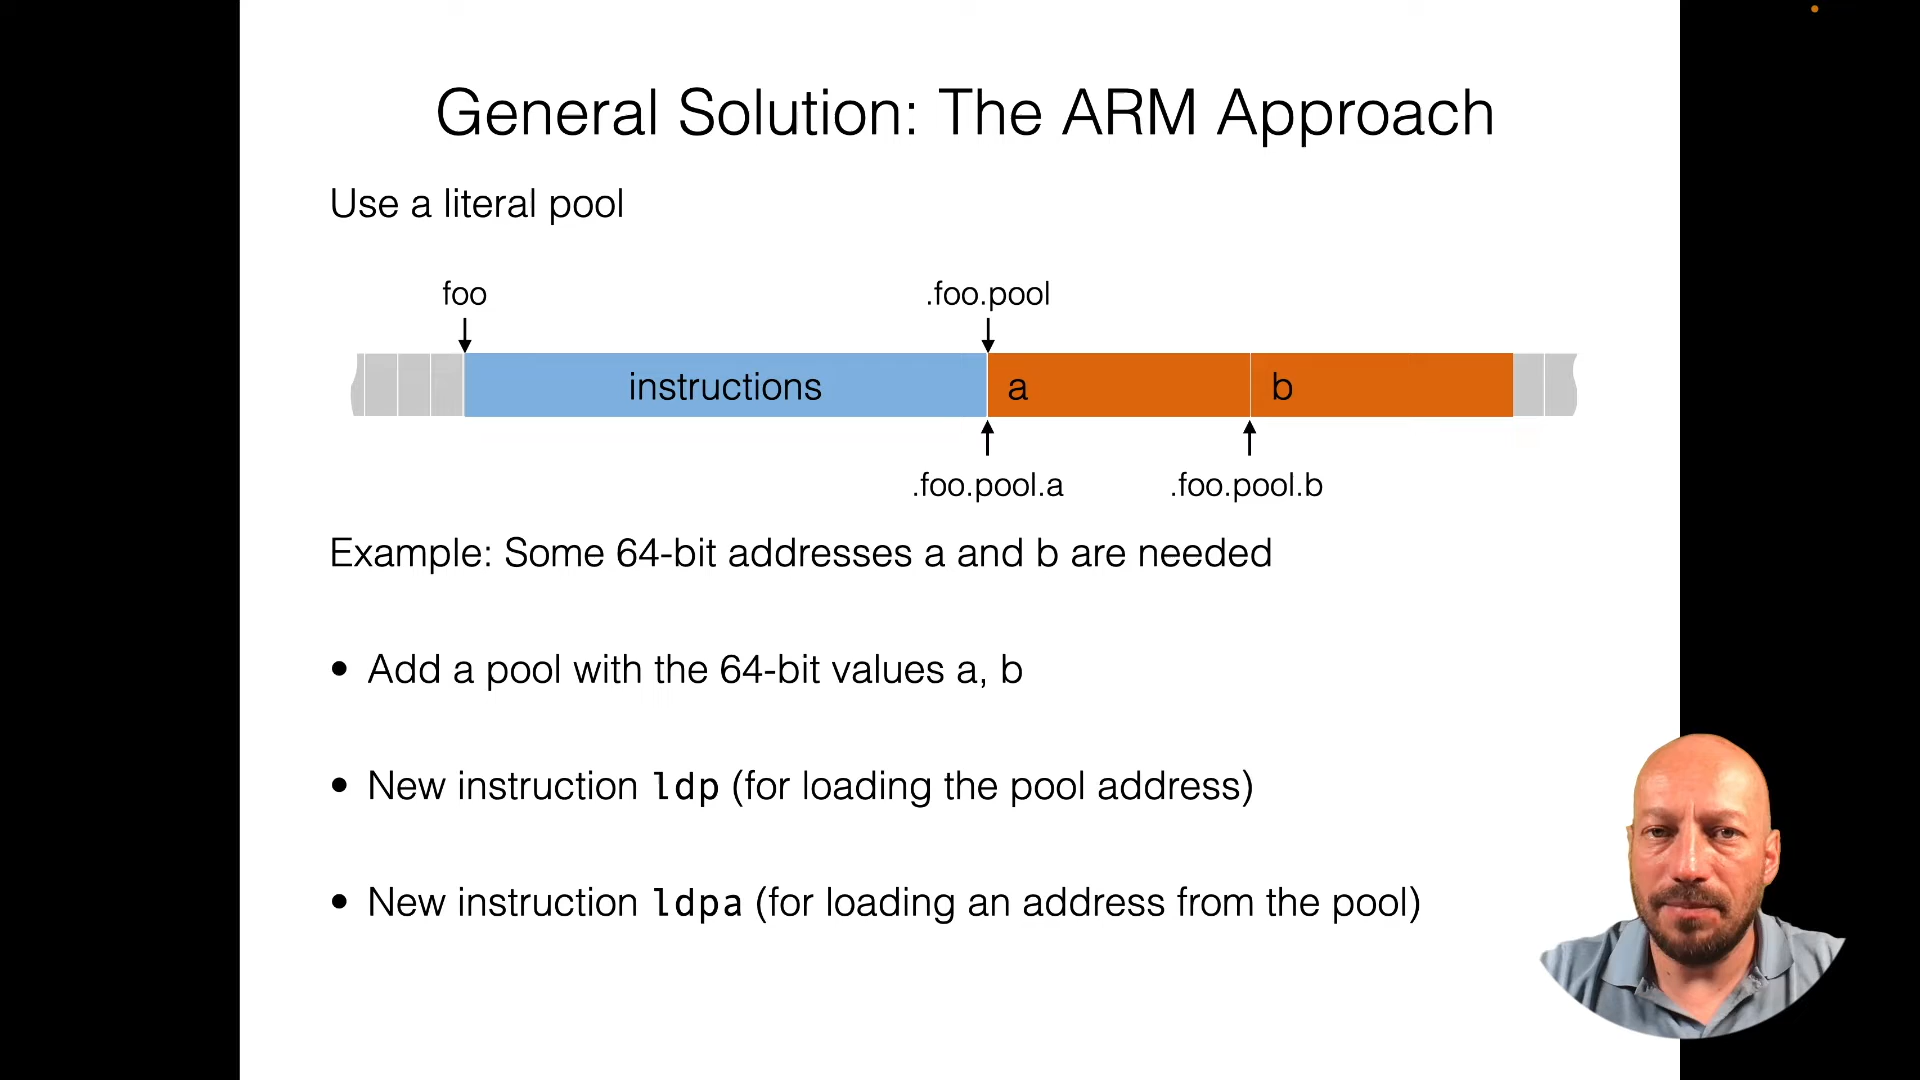 General Solution: The ARM Approach
Use a literal pool
foo
.foo.pool
instructions
a
b
.foo.pool.a
.foo.pool.b
Example: Some 64-bit addresses a and b are needed
• Add a pool with the 64-bit values a, b
• New instruction ldp (for loading the pool address)
• New instruction ldpa (for loading an address from the pool)